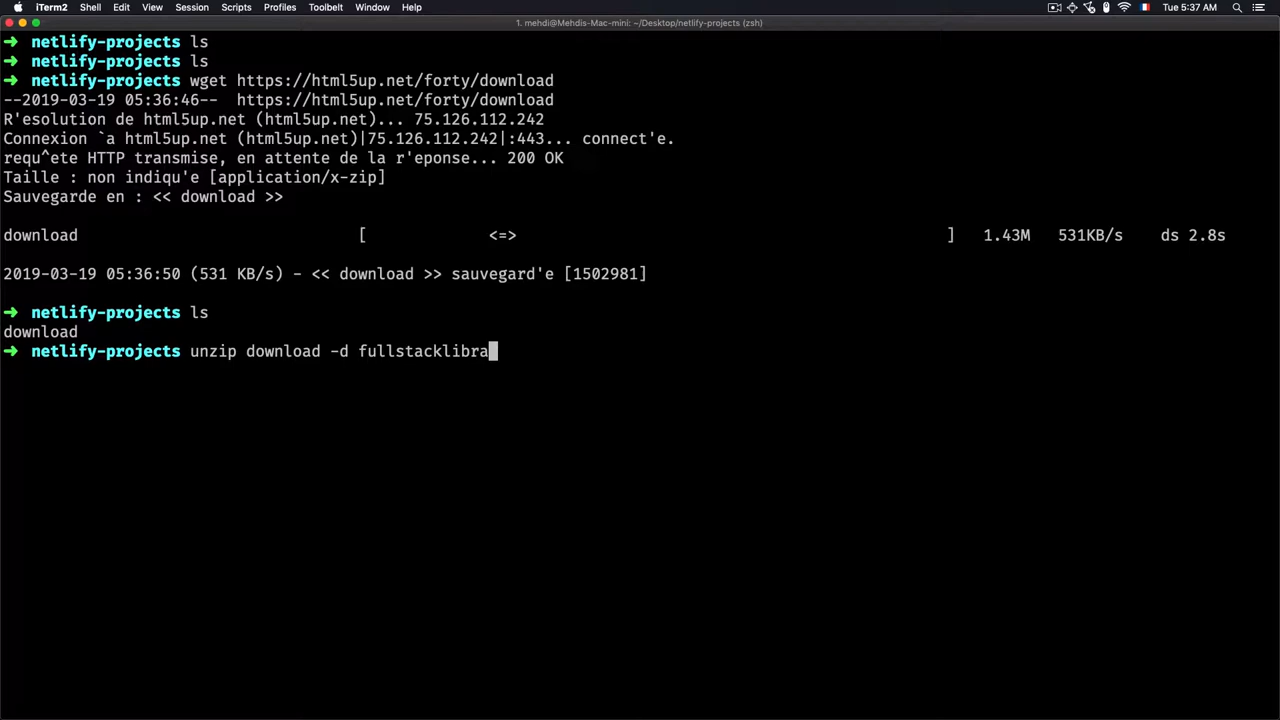 iTerm2 Shell Edit View Session Scripts Profiles Toolbelt Window Help Tue 5:37 AM
1. mehdi@Mehdis-Mac-mini: ~/Desktop/netlify-projects (zsh)
➜ netlify-projects ls
➜ netlify-projects ls
➜ netlify-projects wget https://html5up.net/forty/download
--2019-03-19 05:36:46-- https://html5up.net/forty/download
R'esolution de html5up.net (html5up.net)... 75.126.112.242
Connexion `a html5up.net (html5up.net)|75.126.112.242|:443... connect'e.
requ^ete HTTP transmise, en attente de la r'eponse... 200 OK
Taille : non indiqu'e [application/x-zip]
Sauvegarde en : << download >>
download [ <=> ] 1.43M 531KB/s ds 2.8s
2019-03-19 05:36:50 (531 KB/s) - << download >> sauvegard'e [1502981]
➜ netlify-projects ls
download
➜ netlify-projects unzip download -d fullstacklibra